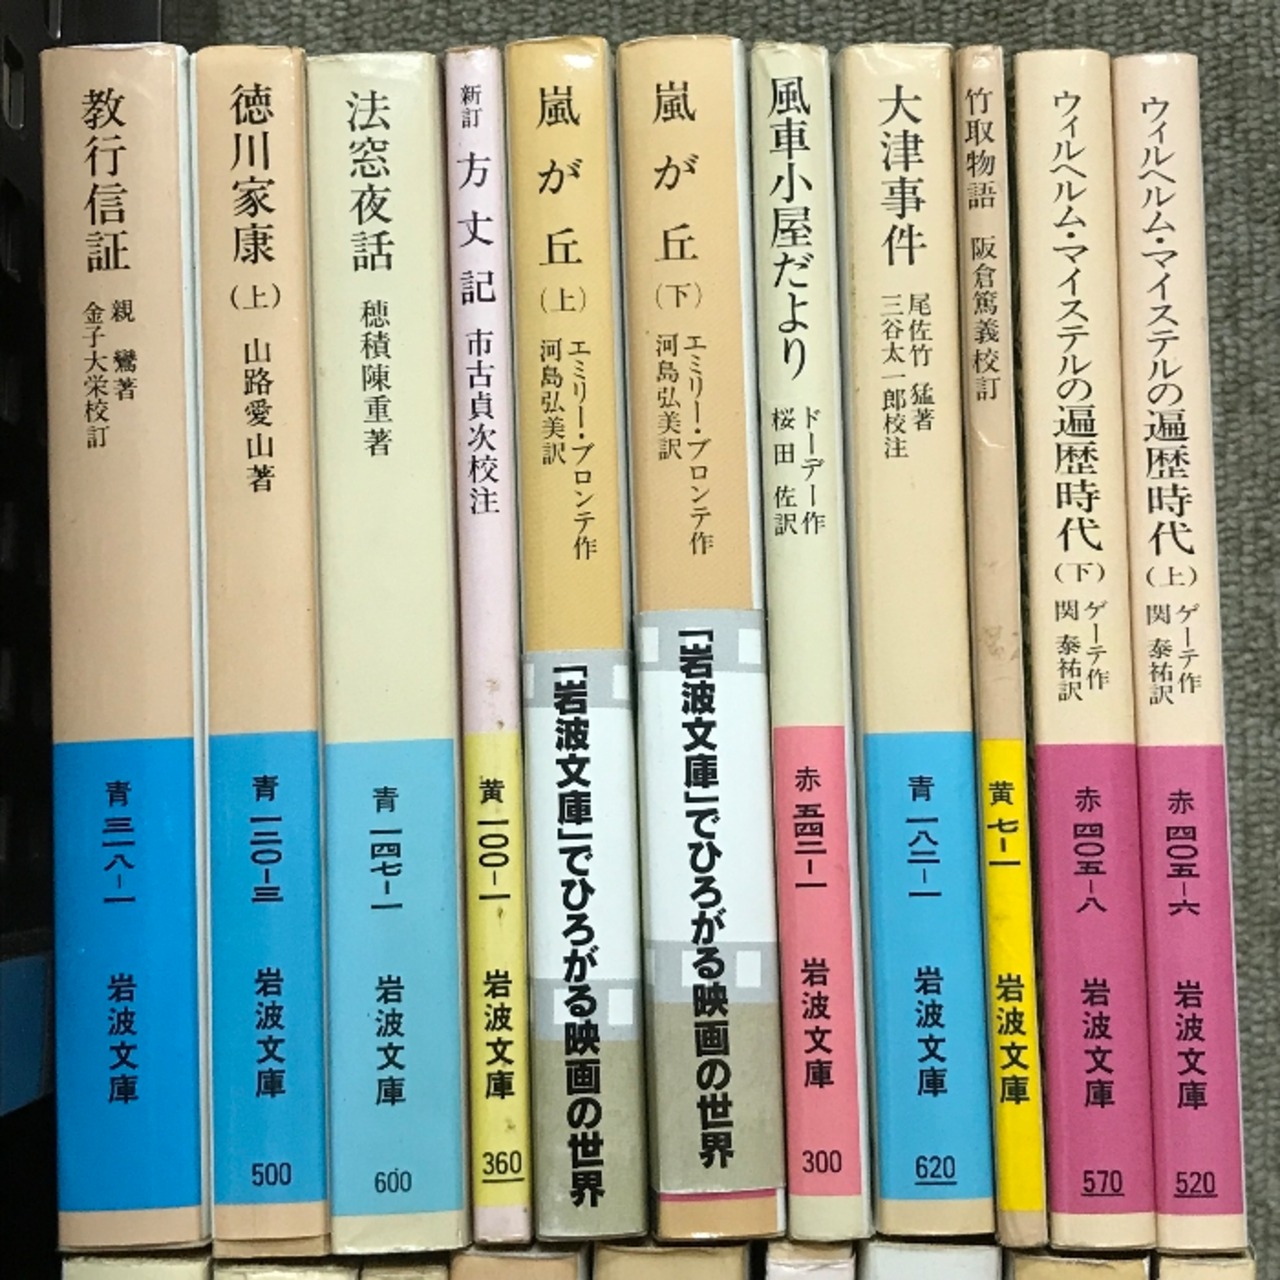 教行信証
親鸞著
金子大栄校訂
青三一八-一
岩波文庫
徳川家康(上)
山路愛山著
青一二〇-三
岩波文庫
500
法窓夜話
穂積陳重著
青一四七-一
岩波文庫
600
新訂
方丈記
市古貞次校注
黄一〇〇-一
岩波文庫
360
嵐が丘(上)
エミリー・ブロンテ作
河島弘美訳
「岩波文庫」でひろがる映画の世界
嵐が丘(下)
エミリー・ブロンテ作
河島弘美訳
「岩波文庫」でひろがる映画の世界
風車小屋だより
ドーデー作
桜田佐訳
赤五四二-一
岩波文庫
300
大津事件
尾佐竹猛著
三谷太一郎校注
青一八二-一
岩波文庫
620
竹取物語
阪倉篤義校訂
黄七-一
岩波文庫
ウィルヘルム・マイステルの遍歴時代(下)
ゲーテ作
関泰祐訳
赤四〇五-八
岩波文庫
570
ウィルヘルム・マイステルの遍歴時代(上)
ゲーテ作
関泰祐訳
赤四〇五-六
岩波文庫
520